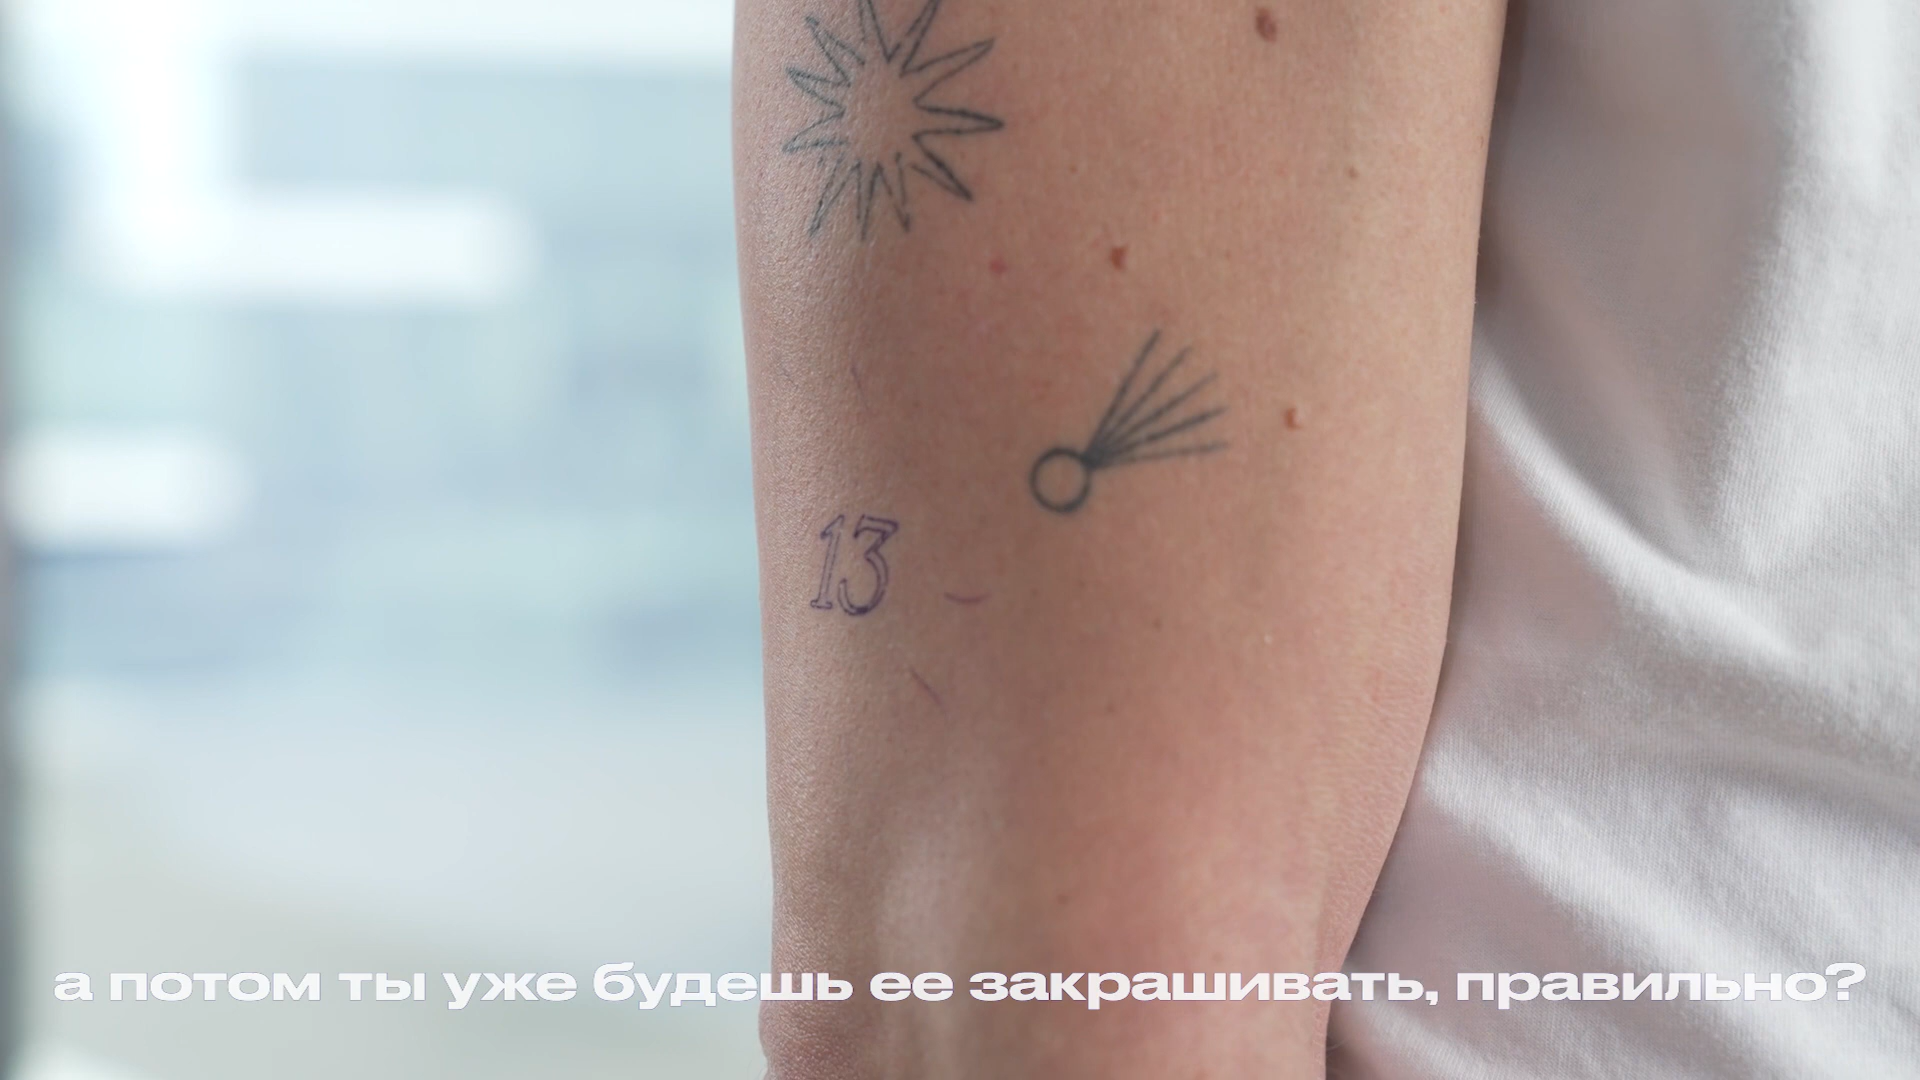 13
а потом ты уже будешь ее закрашивать, правильно?